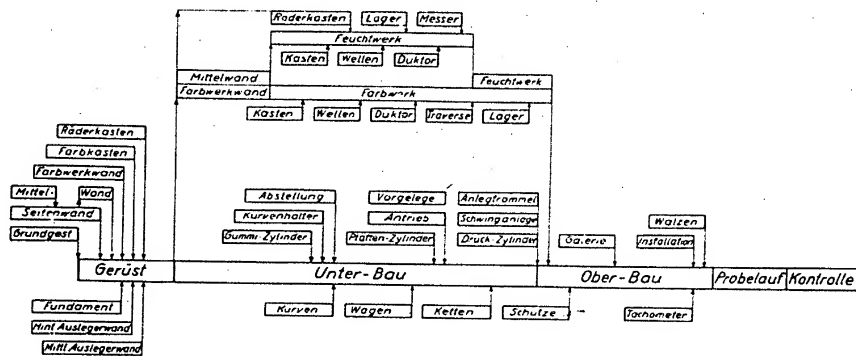 Räderkasten Lager Messer
Feuchtwerk
Kasten Wellen Duktor
Mittelwand Feuchtwerk
Farbwerkwand Farbwerk
Kasten Wellen Duktor Traverse Lager
Räderkasten
Farbkasten
Farbwerkwand
Mittel- Wand
Seitenwand
Grundgest
Abstellung Vorgelege Anlegtrommel
Kurvenhalter Antrieb Schwinganlage
Gummi-Zylinder Platten-Zylinder Druck-Zylinder
Galerie
Walzen
Installation
Gerüst Unter-Bau Ober-Bau Probelauf Kontrolle
Fundament Kurven Wagen Ketten Schütze Tachometer
Hint Auslegerwand
Mittl Auslegerwand